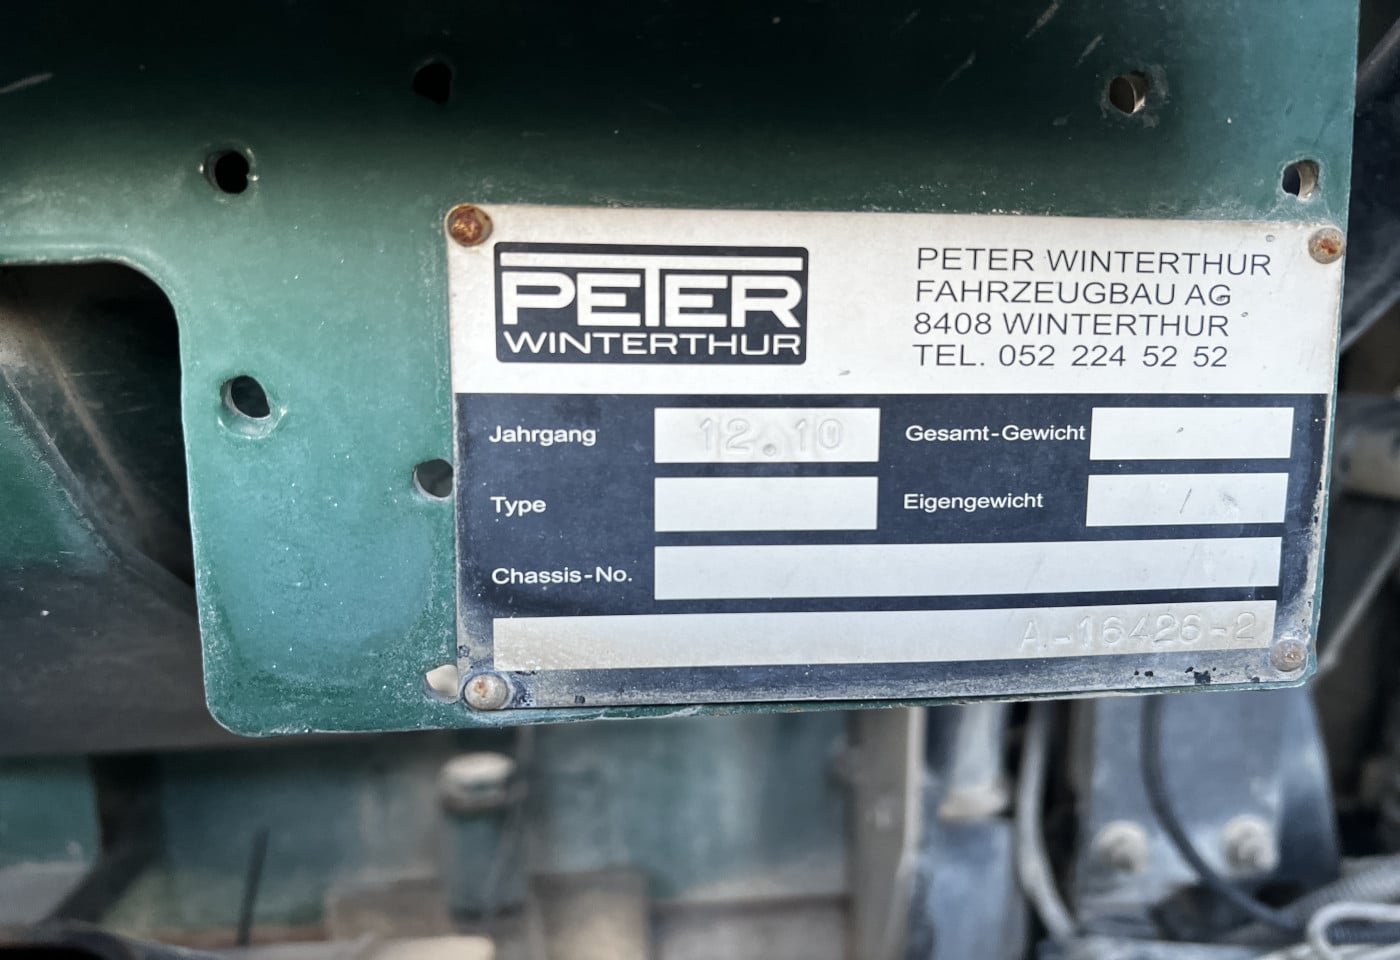 PETER
WINTERTHUR
PETER WINTERTHUR
FAHRZEUGBAU AG
8408 WINTERTHUR
TEL. 052 224 52 52
Jahrgang 12.10 Gesamt-Gewicht
Type Eigengewicht
Chassis-No.
A-16426-2